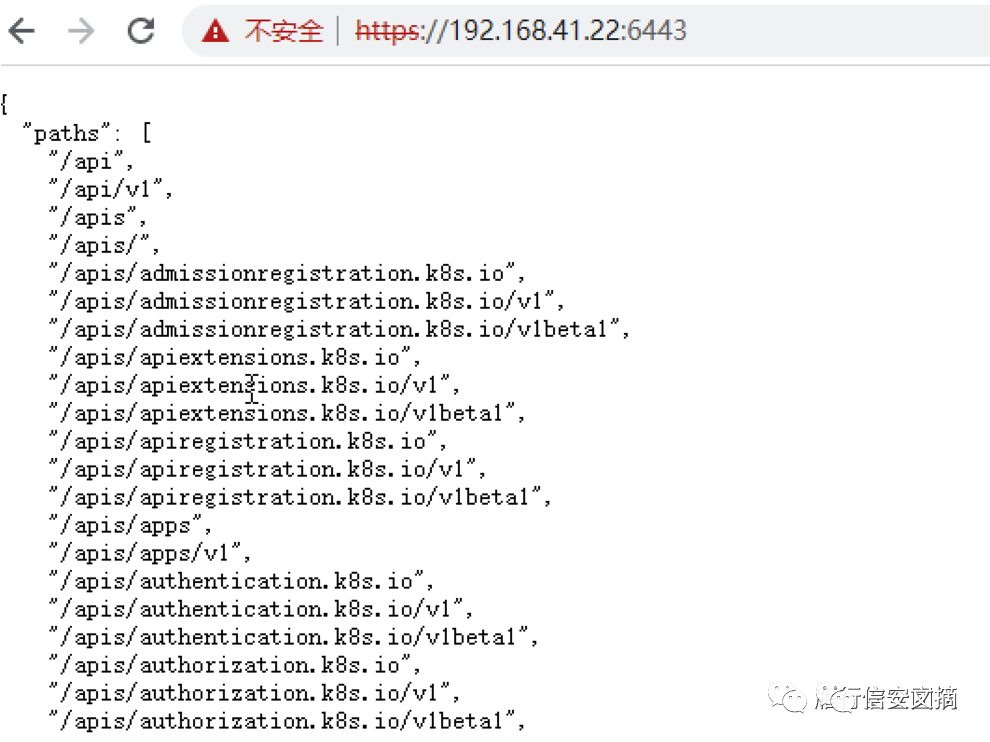 不安全 | https://192.168.41.22:6443
{
"paths": [
"/api",
"/api/v1",
"/apis",
"/apis/",
"/apis/admissionregistration.k8s.io",
"/apis/admissionregistration.k8s.io/v1",
"/apis/admissionregistration.k8s.io/v1beta1",
"/apis/apiextensions.k8s.io",
"/apis/apiextensions.k8s.io/v1",
"/apis/apiextensions.k8s.io/v1beta1",
"/apis/apiregistration.k8s.io",
"/apis/apiregistration.k8s.io/v1",
"/apis/apiregistration.k8s.io/v1beta1",
"/apis/apps",
"/apis/apps/v1",
"/apis/authentication.k8s.io",
"/apis/authentication.k8s.io/v1",
"/apis/authentication.k8s.io/v1beta1",
"/apis/authorization.k8s.io",
"/apis/authorization.k8s.io/v1",
"/apis/authorization.k8s.io/v1beta1",
行信安囱摘